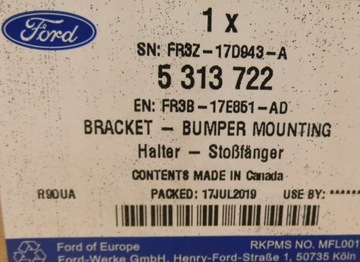 Ford
1 x
SN: FR3Z-17D943-A
5 313 722
EN: FR3B-17E851-AD
BRACKET - BUMPER MOUNTING
Halter - Stoßfänger
CONTENTS MADE IN Canada
R90UA PACKED: 17JUL2019 USE BY: ******
Ford of Europe RKPMS NO. MFL001
Ford-Werke GmbH, Henry-Ford-Straße 1, 50735 Köln